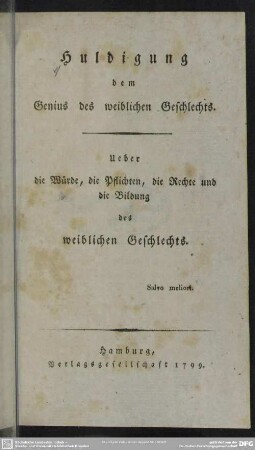 Huldigung
dem
Genius des weiblichen Geschlechts.
Ueber
die Würde, die Pflichten, die Rechte und
die Bildung
des
weiblichen Geschlechts.
Salvo meliori.
Hamburg,
Verlagsgesellschaft 1799.
DFG